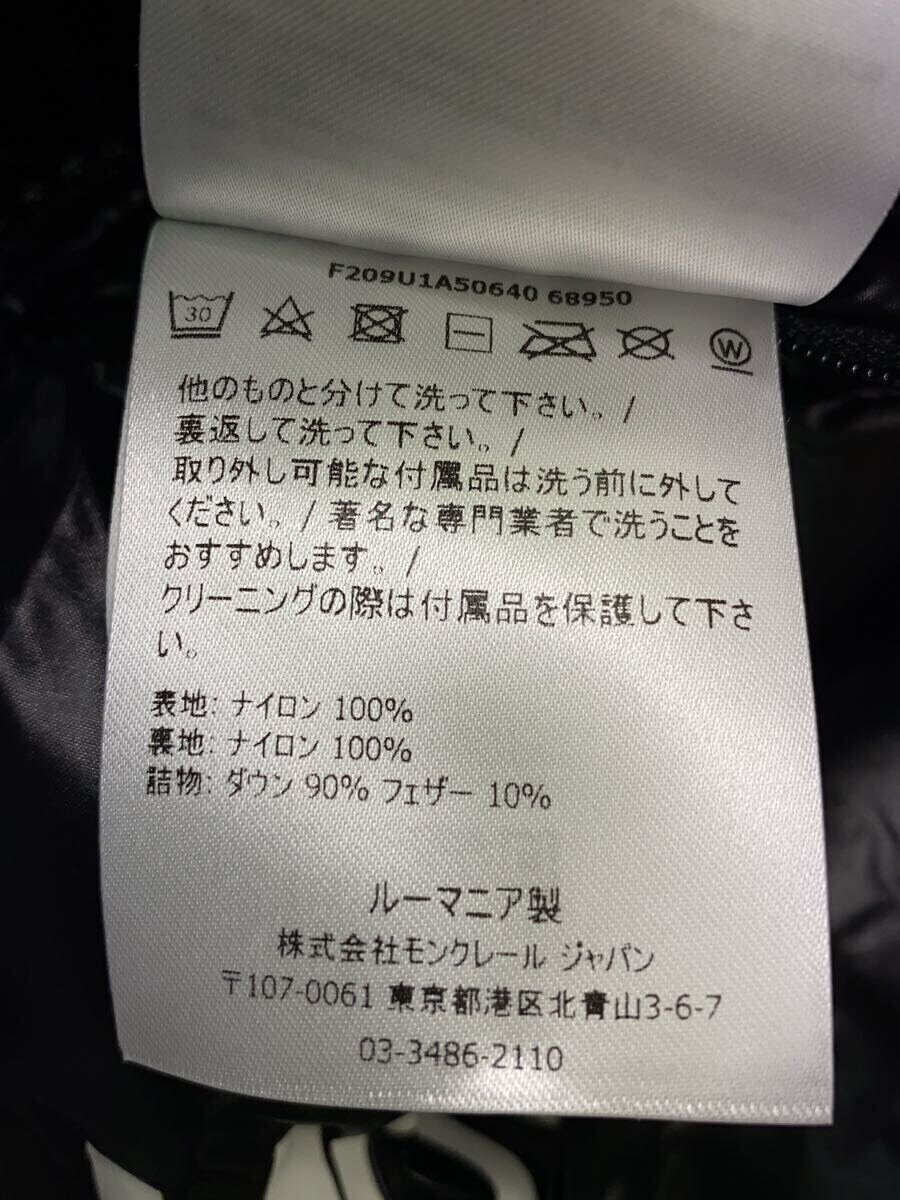 F209U1A50640 68950
30
W
他のものと分けて洗って下さい。/
裏返して洗って下さい。/
取り外し可能な付属品は洗う前に外して
ください。/ 著名な専門業者で洗うことを
おすすめします。/
クリーニングの際は付属品を保護して下さ
い。
表地: ナイロン 100%
裏地: ナイロン 100%
詰物: ダウン 90% フェザー 10%
ルーマニア製
株式会社モンクレール ジャパン
〒107-0061 東京都港区北青山3-6-7
03-3486-2110